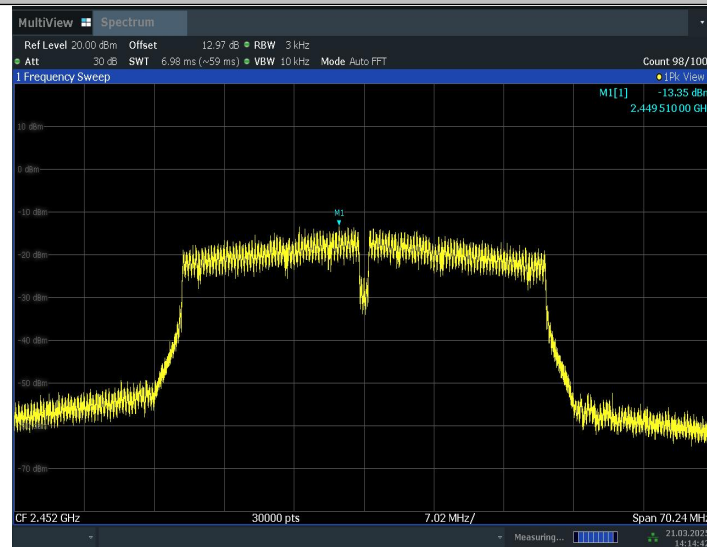 MultiView Spectrum
Ref Level 20.00 dBm Offset 12.97 dB RBW 3 kHz
Att 30 dB SWT 6.98 ms (~59 ms) VBW 10 kHz Mode Auto FFT Count 98/100
1 Frequency Sweep 1Pk View
M1[1] -13.35 dBm
2.449 510 00 GH
10 dBm
0 dBm
M1
-10 dBm
-20 dBm
-30 dBm
-40 dBm
-50 dBm
-70 dBm
CF 2.452 GHz 30000 pts 7.02 MHz/ Span 70.24 MHz
Measuring... 21.03.2025
14:14:47